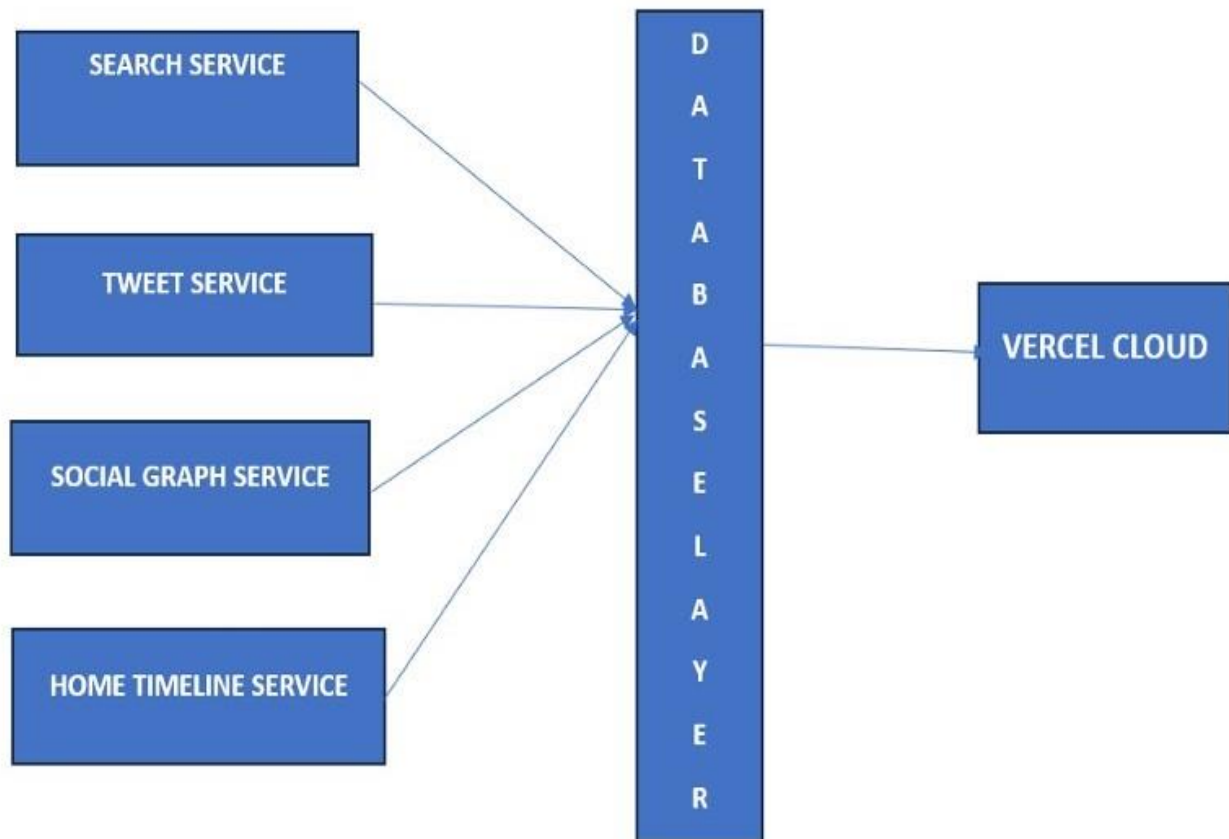 SEARCH SERVICE
TWEET SERVICE
SOCIAL GRAPH SERVICE
HOME TIMELINE SERVICE
D
A
T
A
B
A
S
E
L
A
Y
E
R
VERCEL CLOUD